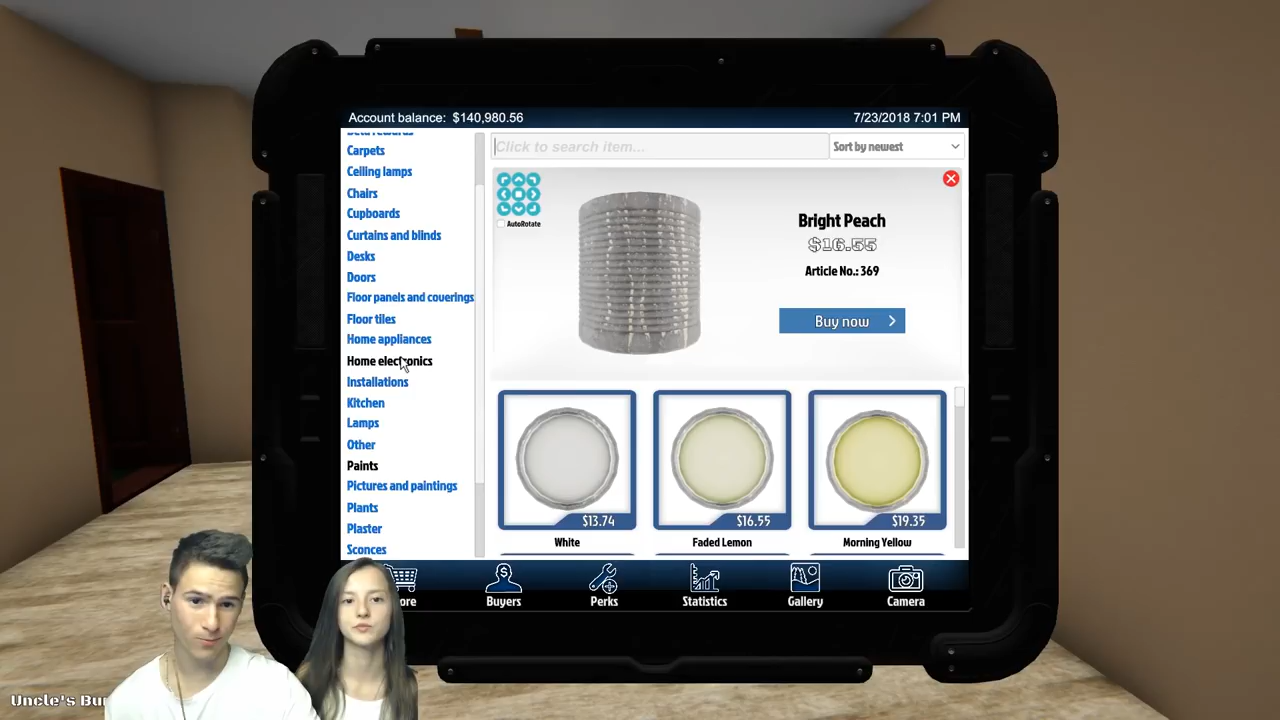 Account balance: $140,980.56
7/23/2018 7:01 PM
Beta rewards
Carpets
Ceiling lamps
Chairs
Cupboards
Curtains and blinds
Desks
Doors
Floor panels and coverings
Floor tiles
Home appliances
Home electronics
Installations
Kitchen
Lamps
Other
Paints
Pictures and paintings
Plants
Plaster
Sconces
Click to search item...
Sort by newest
AutoRotate
Bright Peach
$16.55
Article No.: 369
Buy now
$13.74
$16.55
$19.35
White
Faded Lemon
Morning Yellow
Buyers
Perks
Statistics
Gallery
Camera
Uncle's